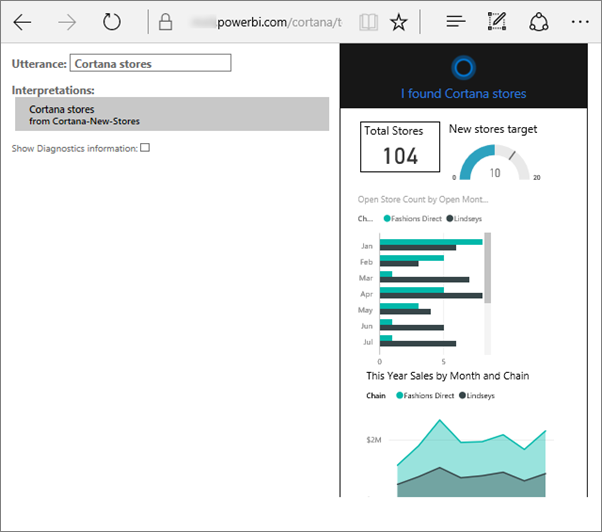 powerbi.com/cortana/t
Utterance: Cortana stores
Interpretations:
Cortana stores
from Cortana-New-Stores
Show Diagnostics information:
I found Cortana stores
Total Stores
104
New stores target
10
0
20
Open Store Count by Open Mont...
Ch... Fashions Direct Lindseys
Jan
Feb
Mar
Apr
May
Jun
Jul
0 5
This Year Sales by Month and Chain
Chain Fashions Direct Lindseys
$2M